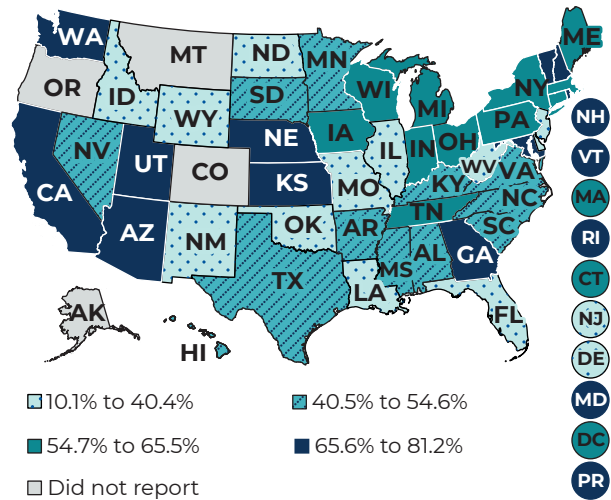 WA
MT
ND
MN
ME
OR
ID
WY
SD
WI
MI
NY
NH
NV
UT
NE
IA
IL
IN
OH
PA
VT
CA
CO
KS
MO
KY
WV
VA
MA
AZ
NM
OK
AR
TN
NC
RI
TX
LA
MS
AL
GA
SC
CT
AK
HI
FL
NJ
DE
MD
DC
PR
10.1% to 40.4%
40.5% to 54.6%
54.7% to 65.5%
65.6% to 81.2%
Did not report